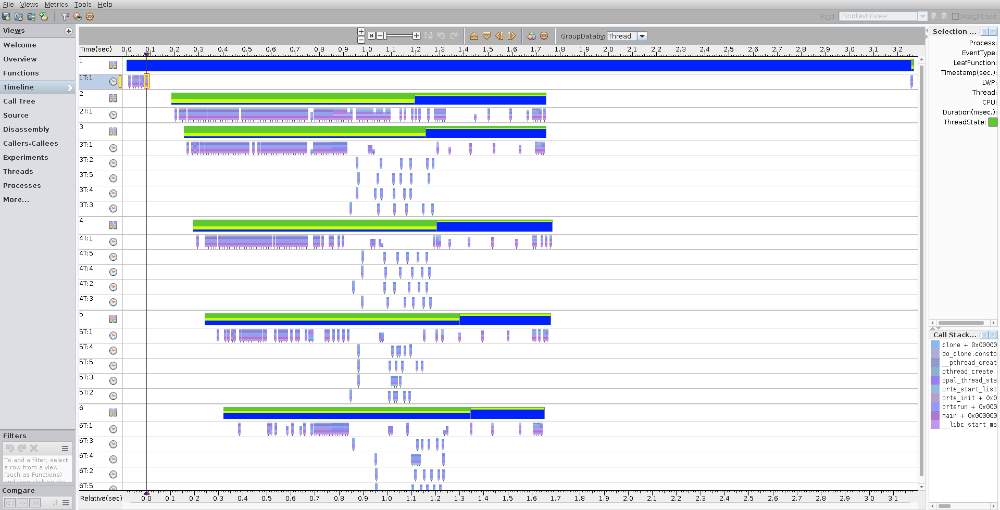 File Views Metrics Tools Help
Find: Findtextinview MatchCase
Views
Welcome
Overview
Functions
Timeline
Call Tree
Source
Disassembly
Callers-Callees
Experiments
Threads
Processes
More...
Filters
To add a filter, select
a row from a view
(such as Functions)
and then click on the
Compare
12.3 +/- 1.1X
GroupDataby: Thread
Time(sec) 0.0 0.1 0.2 0.3 0.4 0.5 0.6 0.7 0.8 0.9 1.0 1.1 1.2 1.3 1.4 1.5 1.6 1.7 1.8 1.9 2.0 2.1 2.2 2.3 2.4 2.5 2.6 2.7 2.8 2.9 3.0 3.1 3.2
1
1T:1
2
2T:1
3
3T:1
3T:2
3T:5
3T:4
3T:3
4
4T:1
4T:5
4T:4
4T:2
4T:3
5
5T:1
5T:4
5T:5
5T:3
5T:2
6
6T:1
6T:3
6T:4
6T:2
6T:5
Relative(sec) 0.0 0.1 0.2 0.3 0.4 0.5 0.6 0.7 0.8 0.9 1.0 1.1 1.2 1.3 1.4 1.5 1.6 1.7 1.8 1.9 2.0 2.1 2.2 2.3 2.4 2.5 2.6 2.7 2.8 2.9 3.0 3.1
Selection ...
Process:
EventType:
LeafFunction:
Timestamp(sec.):
LWP:
Thread:
CPU:
Duration(msec.):
ThreadState:
Call Stack...
clone + 0x00000
do_clone.constp
__pthread_creat
pthread_create
opal_thread_sta
orte_start_list
orte_init + 0x0
orterun + 0x000
main + 0x000000
__libc_start_ma